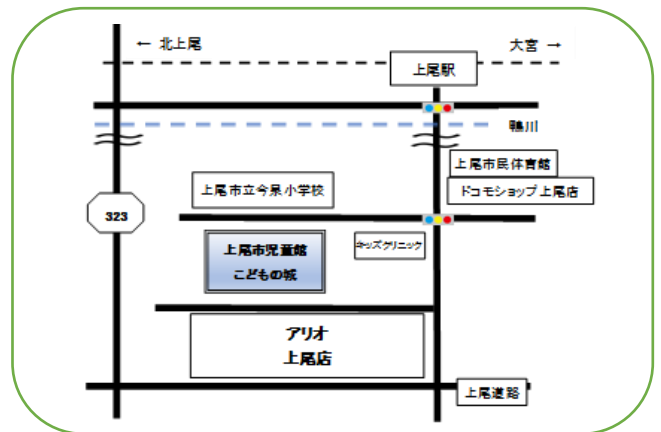 ← 北上尾
大宮 →
上尾駅
鴨川
上尾市民体育館
上尾市立今泉小学校
ドコモショップ上尾店
323
上尾市児童館
こどもの城
キッズクリニック
アリオ
上尾店
上尾道路